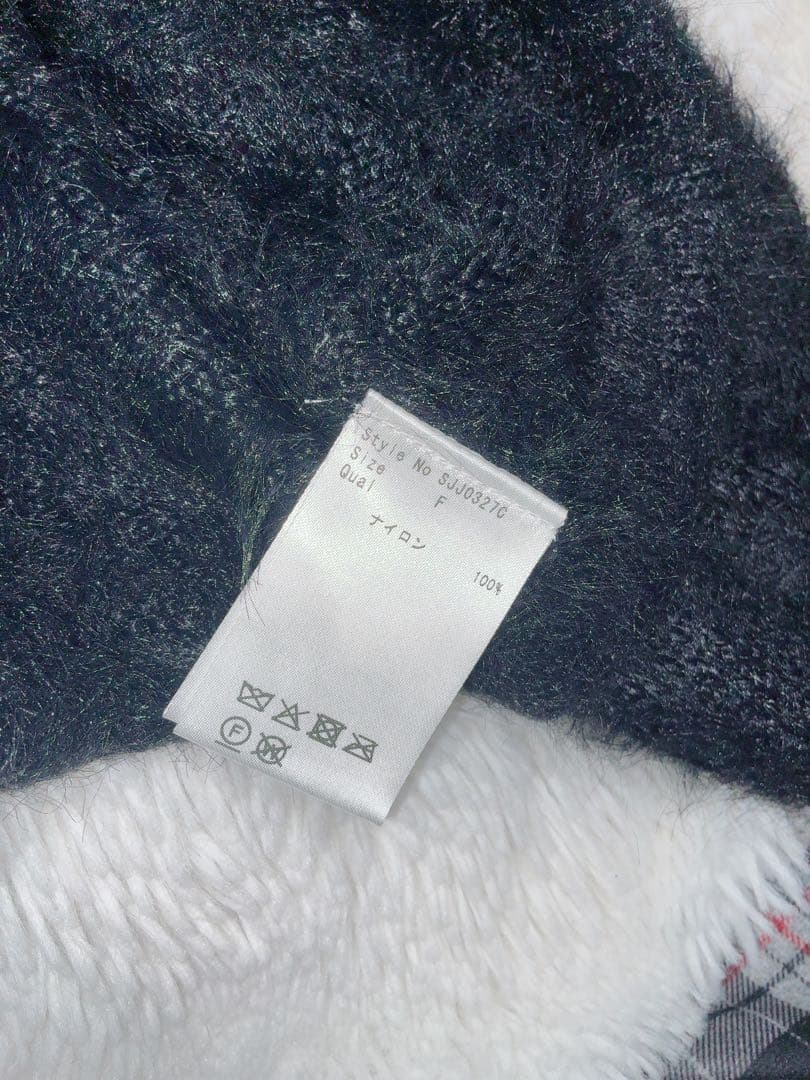 Style No SJJ0327C
Size F
Qual
ナイロン
100%
F
W